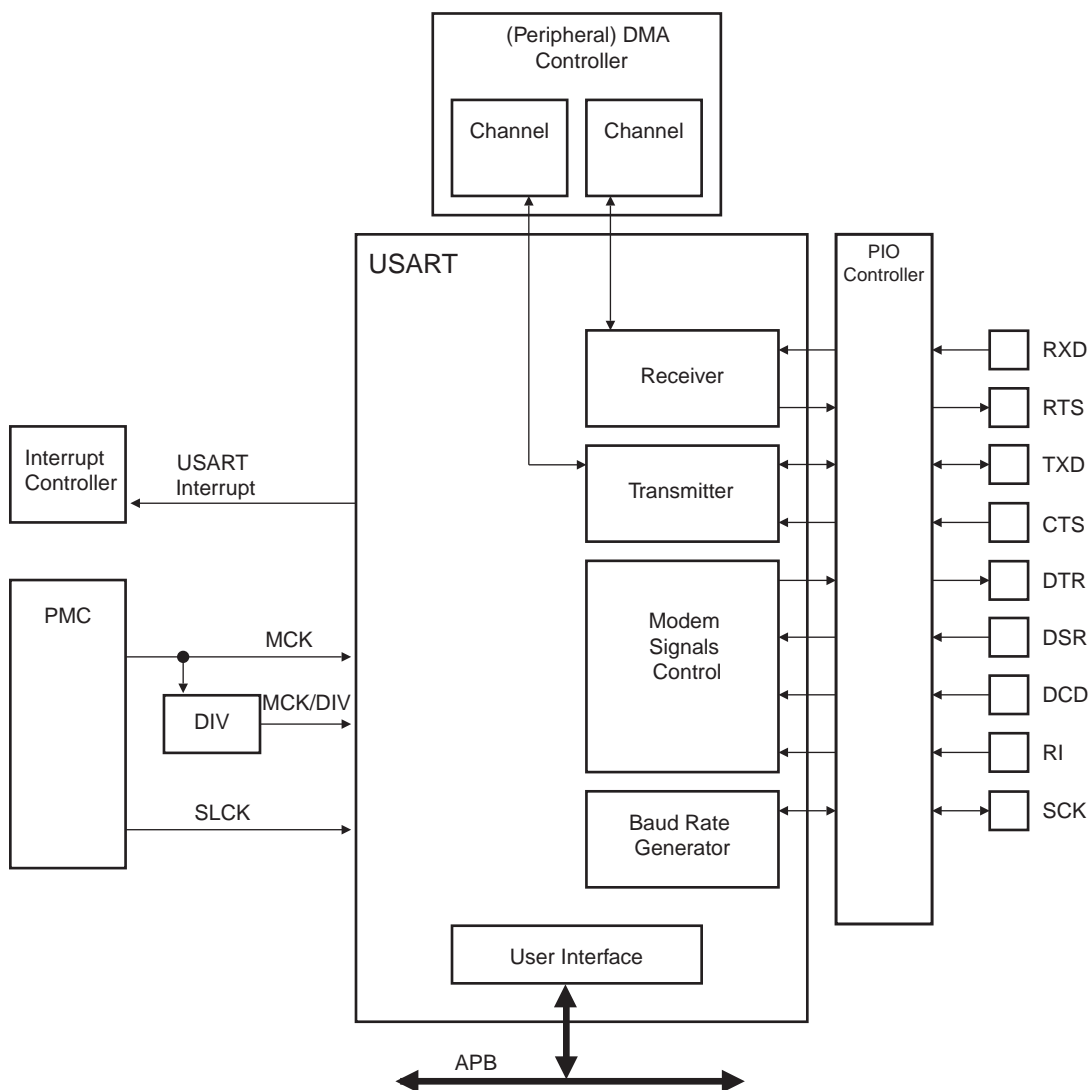 (Peripheral) DMA
Controller
Channel
Channel
USART
PIO
Controller
Receiver
RXD
RTS
Interrupt
Controller
USART
Interrupt
Transmitter
TXD
CTS
PMC
MCK
DIV
MCK/DIV
SLCK
Modem
Signals
Control
DTR
DSR
DCD
RI
Baud Rate
Generator
SCK
User Interface
APB